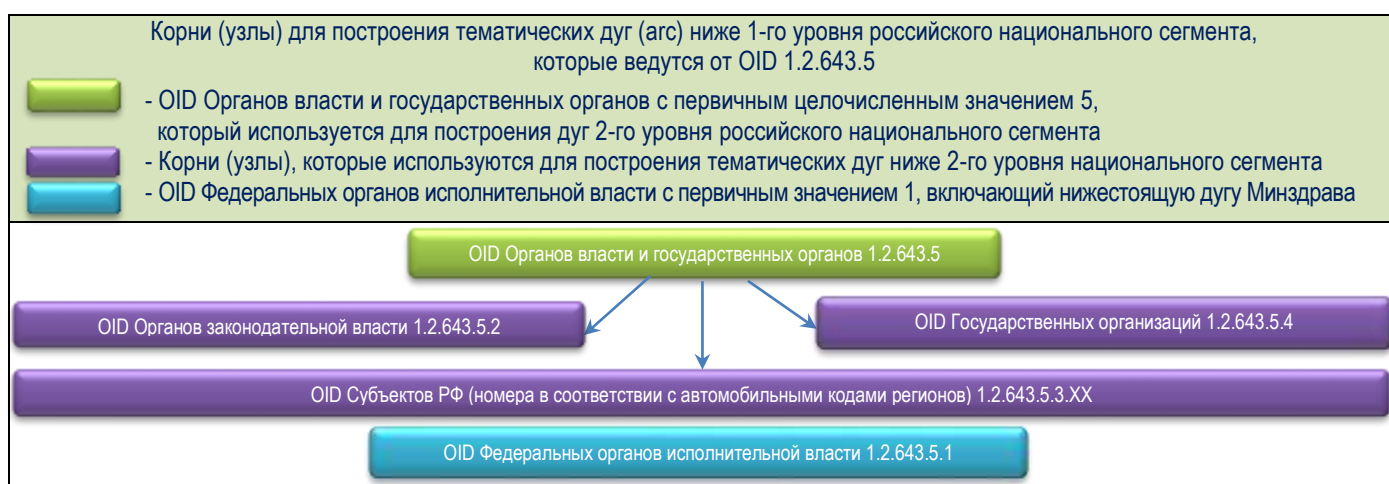 Корни (узлы) для построения тематических дуг (arc) ниже 1-го уровня российского национального сегмента,
которые ведутся от OID 1.2.643.5
- OID Органов власти и государственных органов с первичным целочисленным значением 5,
который используется для построения дуг 2-го уровня российского национального сегмента
- Корни (узлы), которые используются для построения тематических дуг ниже 2-го уровня национального сегмента
- OID Федеральных органов исполнительной власти с первичным значением 1, включающий нижестоящую дугу Минздрава
OID Органов власти и государственных органов 1.2.643.5
OID Органов законодательной власти 1.2.643.5.2
OID Государственных организаций 1.2.643.5.4
OID Субъектов РФ (номера в соответствии с автомобильными кодами регионов) 1.2.643.5.3.XX
OID Федеральных органов исполнительной власти 1.2.643.5.1